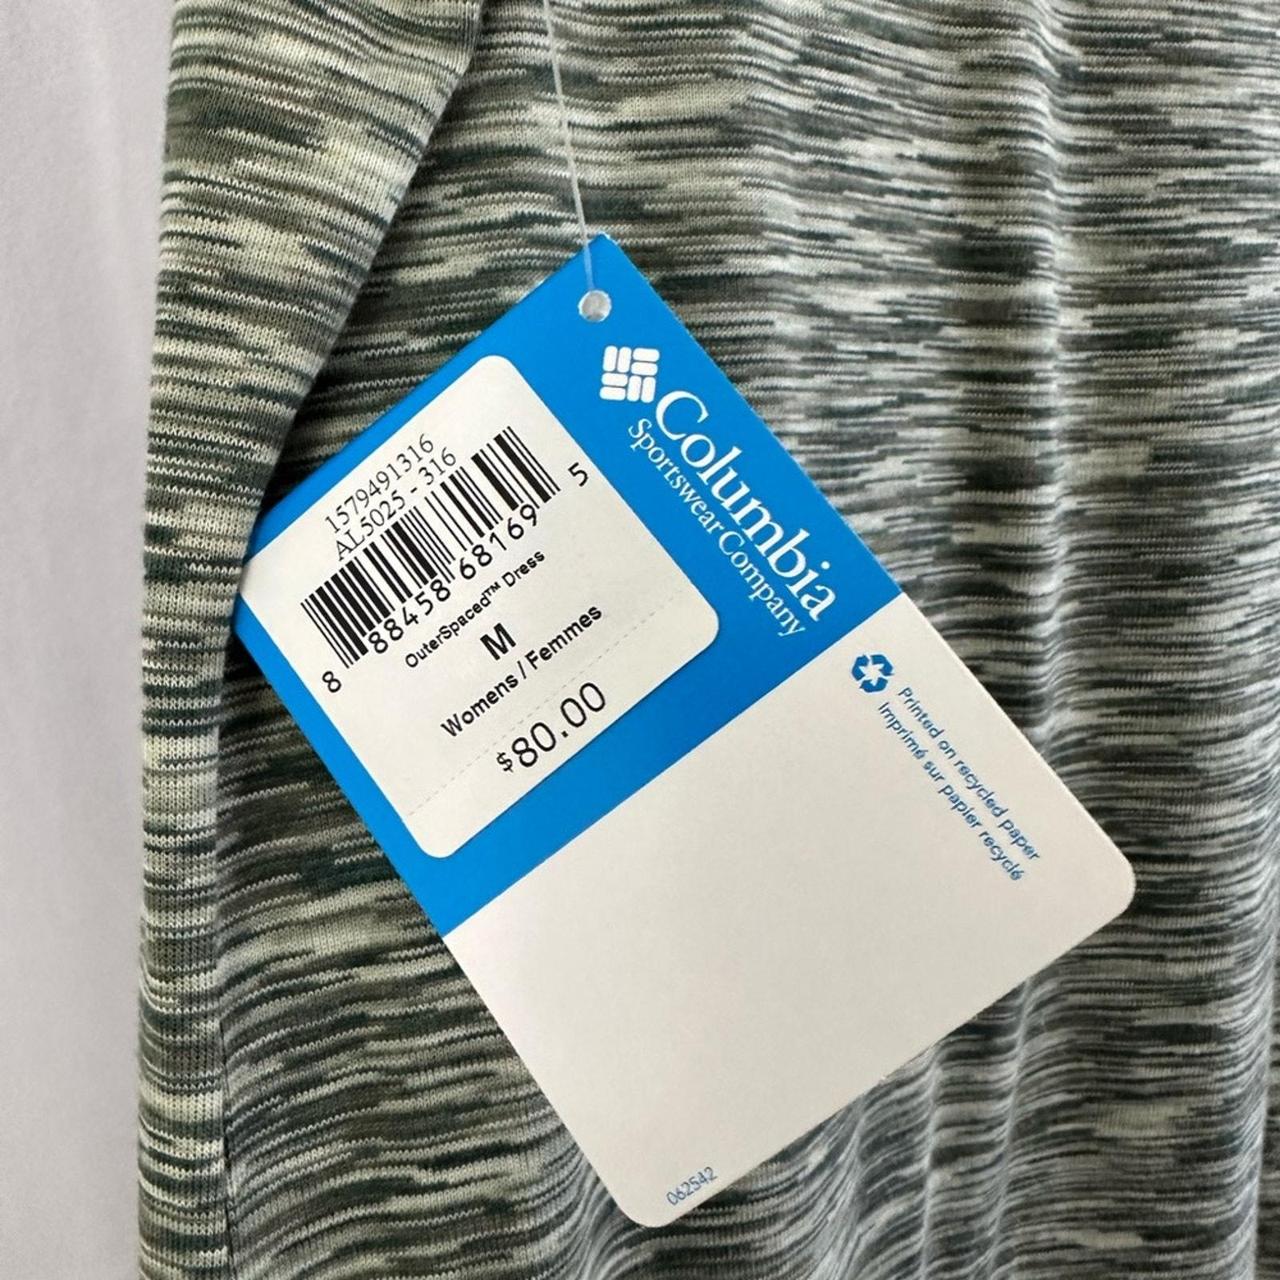 Columbia
Sportswear Company
1579491316
AL5025 - 316
8 88458 68169 5
OuterSpaced™ Dress
M
Womens / Femmes
$80.00
Printed on recycled paper
Imprimé sur papier recyclé
062542